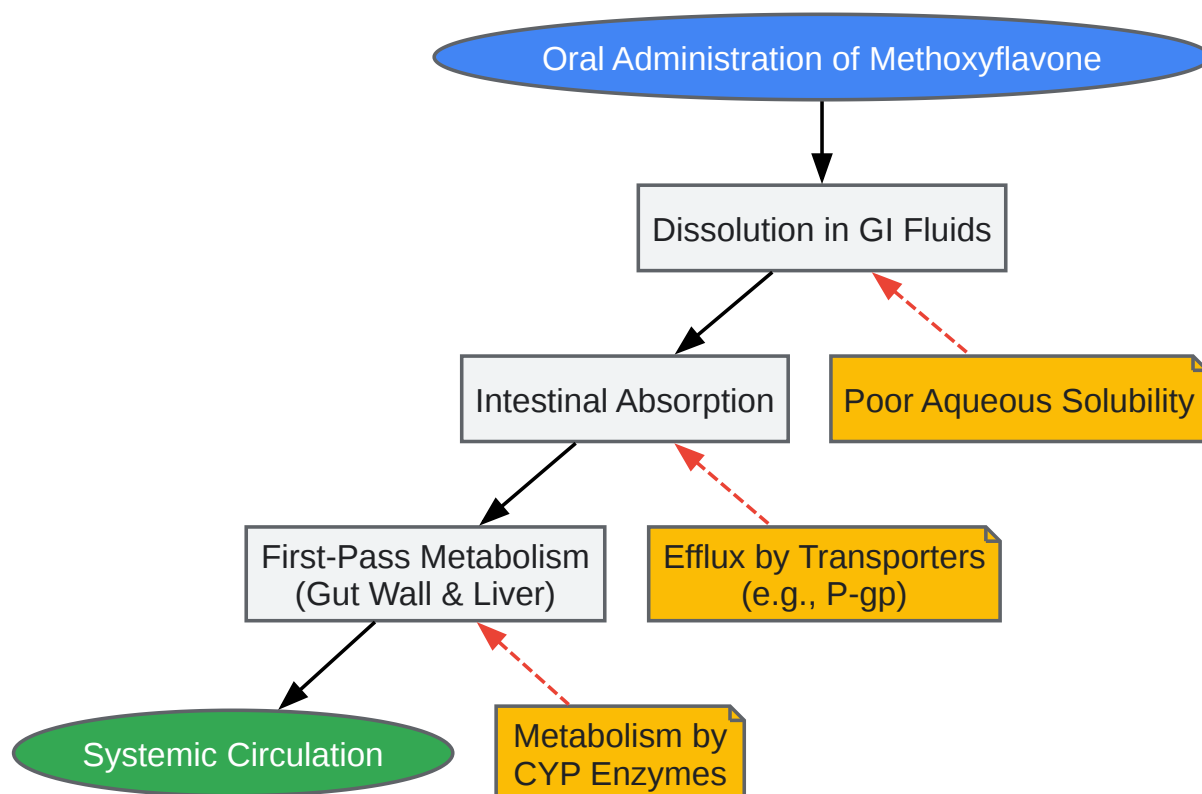 Oral Administration of Methoxyflavone
Dissolution in GI Fluids
Intestinal Absorption
Poor Aqueous Solubility
First-Pass Metabolism
(Gut Wall & Liver)
Efflux by Transporters
(e.g., P-gp)
Systemic Circulation
Metabolism by
CYP Enzymes